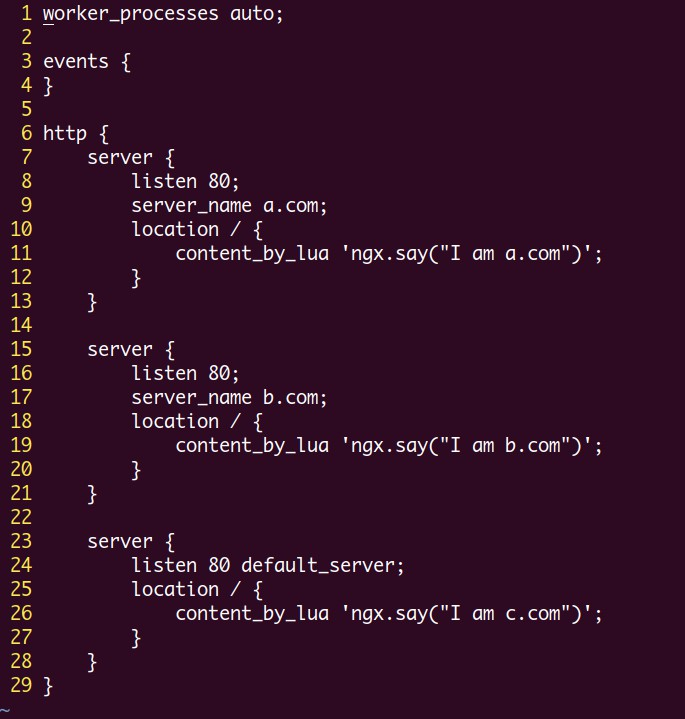 1 worker_processes auto;
2
3 events {
4 }
5
6 http {
7     server {
8         listen 80;
9         server_name a.com;
10         location / {
11             content_by_lua 'ngx.say("I am a.com")';
12         }
13     }
14
15     server {
16         listen 80;
17         server_name b.com;
18         location / {
19             content_by_lua 'ngx.say("I am b.com")';
20         }
21     }
22
23     server {
24         listen 80 default_server;
25         location / {
26             content_by_lua 'ngx.say("I am c.com")';
27         }
28     }
29 }
~